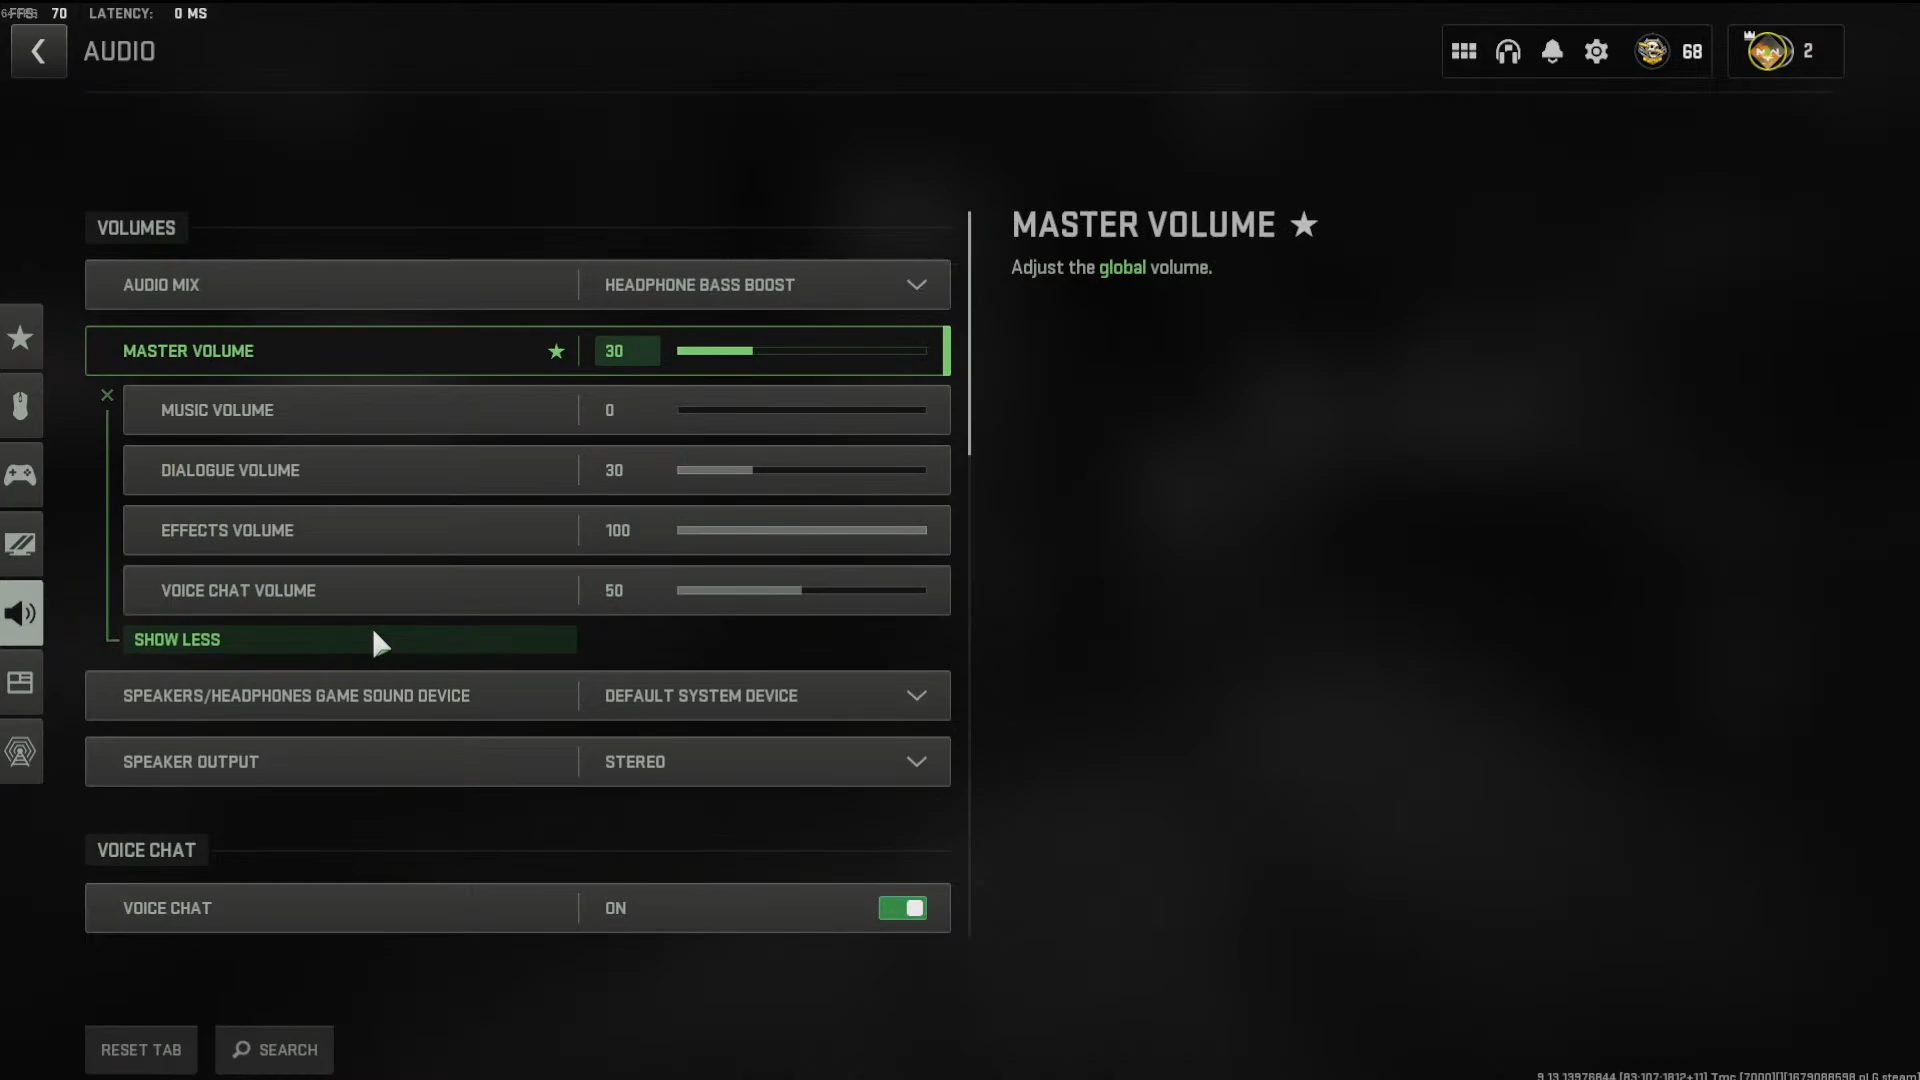 FPS: 70 LATENCY: 0 MS
AUDIO
68
2
VOLUMES
AUDIO MIX HEADPHONE BASS BOOST
MASTER VOLUME 30
MUSIC VOLUME 0
DIALOGUE VOLUME 30
EFFECTS VOLUME 100
VOICE CHAT VOLUME 50
SHOW LESS
SPEAKERS/HEADPHONES GAME SOUND DEVICE DEFAULT SYSTEM DEVICE
SPEAKER OUTPUT STEREO
VOICE CHAT
VOICE CHAT ON
RESET TAB SEARCH
MASTER VOLUME
Adjust the global volume.